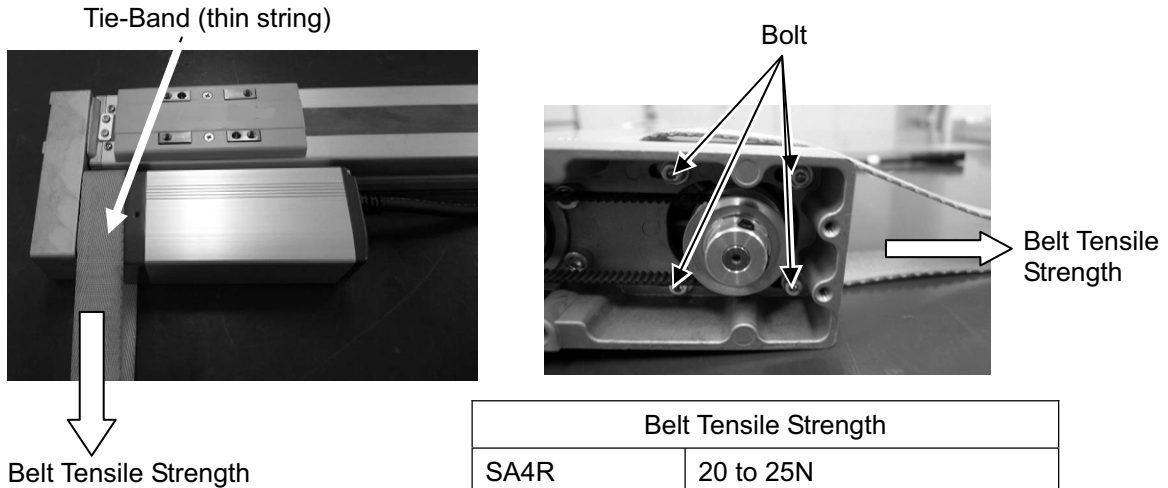 Tie-Band (thin string)
Bolt
Belt Tensile
Strength
Belt Tensile Strength
Belt Tensile Strength
SA4R 20 to 25N